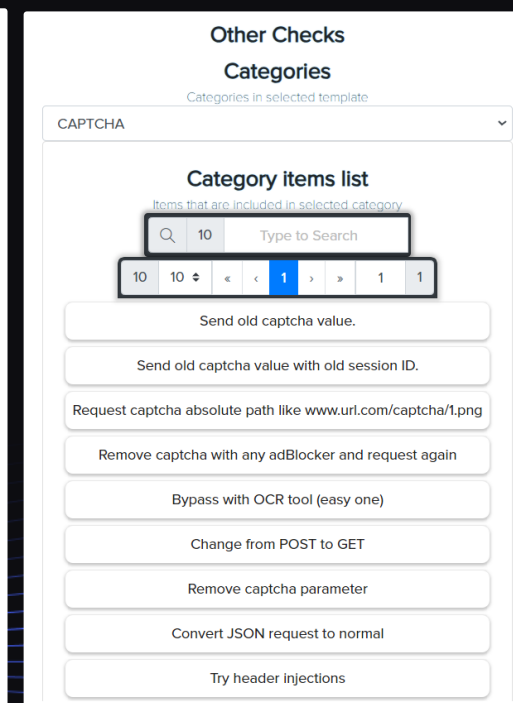 Other Checks
Categories
Categories in selected template
CAPTCHA
Category items list
Items that are included in selected category
10 Type to Search
10 10 « ‹ 1 › » 1 1
Send old captcha value.
Send old captcha value with old session ID.
Request captcha absolute path like www.url.com/captcha/1.png
Remove captcha with any adBlocker and request again
Bypass with OCR tool (easy one)
Change from POST to GET
Remove captcha parameter
Convert JSON request to normal
Try header injections